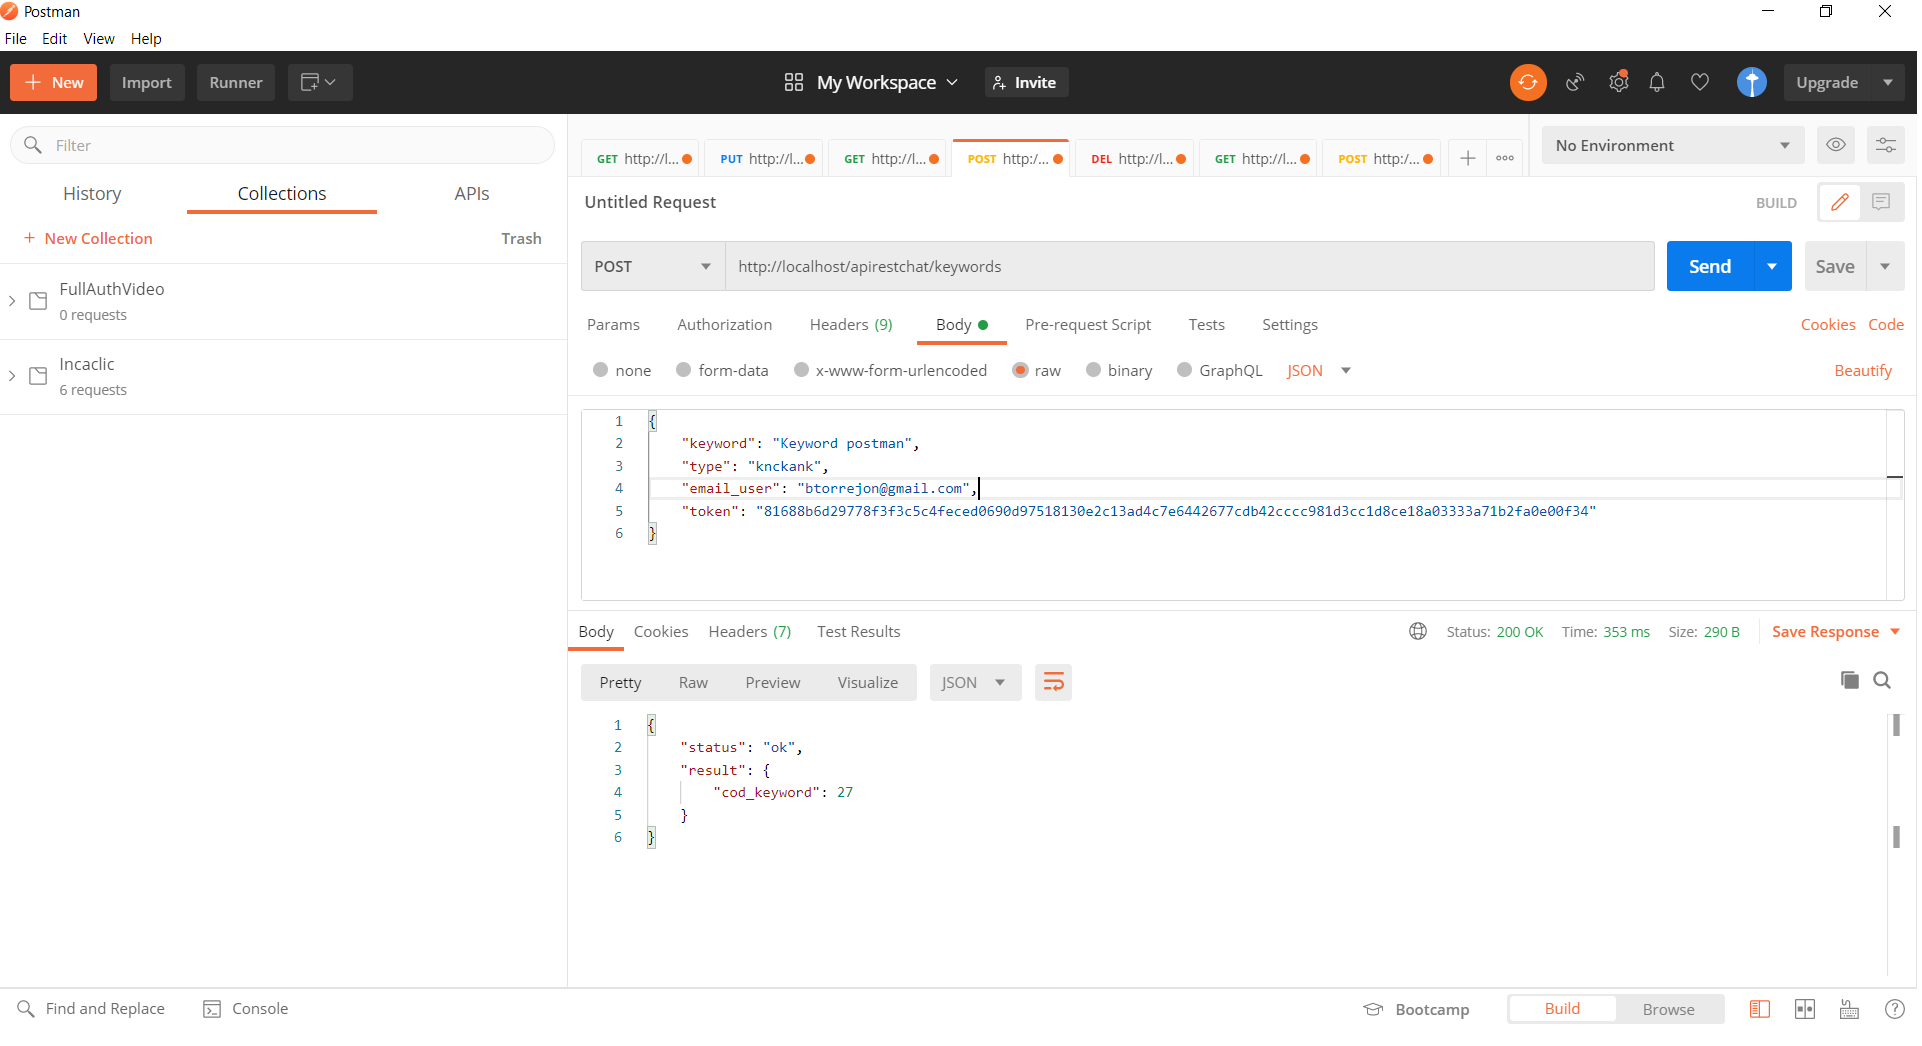 Postman
File Edit View Help
New Import Runner My Workspace Invite Upgrade
Filter
History Collections APIs
New Collection Trash
FullAuthVideo
0 requests
Incaclic
6 requests
GET http://l... PUT http://l... GET http://l... POST http:/... DEL http://l... GET http://l... POST http:/... No Environment
Untitled Request BUILD
POST http://localhost/apirestchat/keywords Send Save
Params Authorization Headers (9) Body Pre-request Script Tests Settings Cookies Code
none form-data x-www-form-urlencoded raw binary GraphQL JSON Beautify
1 {
2 "keyword": "Keyword postman",
3 "type": "knckank",
4 "email_user": "btorrejon@gmail.com",
5 "token": "81688b6d29778f3f3c5c4feced0690d97518130e2c13ad4c7e6442677cdb42cccc981d3cc1d8ce18a03333a71b2fa0e00f34"
6 }
Body Cookies Headers (7) Test Results Status: 200 OK Time: 353 ms Size: 290 B Save Response
Pretty Raw Preview Visualize JSON
1 {
2 "status": "ok",
3 "result": {
4 "cod_keyword": 27
5 }
6 }
Find and Replace Console Bootcamp Build Browse